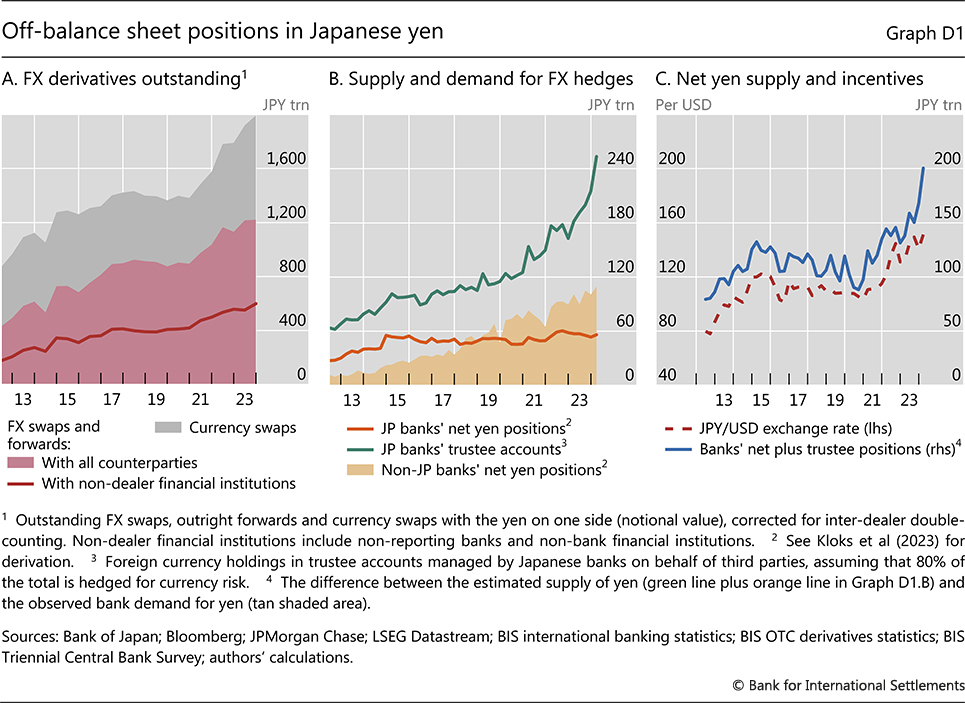 Off-balance sheet positions in Japanese yen
Graph D1
A. FX derivatives outstanding1
JPY trn
1,600
1,200
800
400
0
13 15 17 19 21 23
FX swaps and
forwards:
Currency swaps
With all counterparties
With non-dealer financial institutions
B. Supply and demand for FX hedges
JPY trn
240
180
120
60
0
13 15 17 19 21 23
JP banks' net yen positions2
JP banks' trustee accounts3
Non-JP banks' net yen positions2
C. Net yen supply and incentives
Per USD JPY trn
200 200
160 150
120 100
80 50
40 0
13 15 17 19 21 23
JPY/USD exchange rate (lhs)
Banks' net plus trustee positions (rhs)4
1 Outstanding FX swaps, outright forwards and currency swaps with the yen on one side (notional value), corrected for inter-dealer double-
counting. Non-dealer financial institutions include non-reporting banks and non-bank financial institutions. 2 See Kloks et al (2023) for
derivation. 3 Foreign currency holdings in trustee accounts managed by Japanese banks on behalf of third parties, assuming that 80% of
the total is hedged for currency risk. 4 The difference between the estimated supply of yen (green line plus orange line in Graph D1.B) and
the observed bank demand for yen (tan shaded area).
Sources: Bank of Japan; Bloomberg; JPMorgan Chase; LSEG Datastream; BIS international banking statistics; BIS OTC derivatives statistics; BIS
Triennial Central Bank Survey; authors' calculations.
© Bank for International Settlements